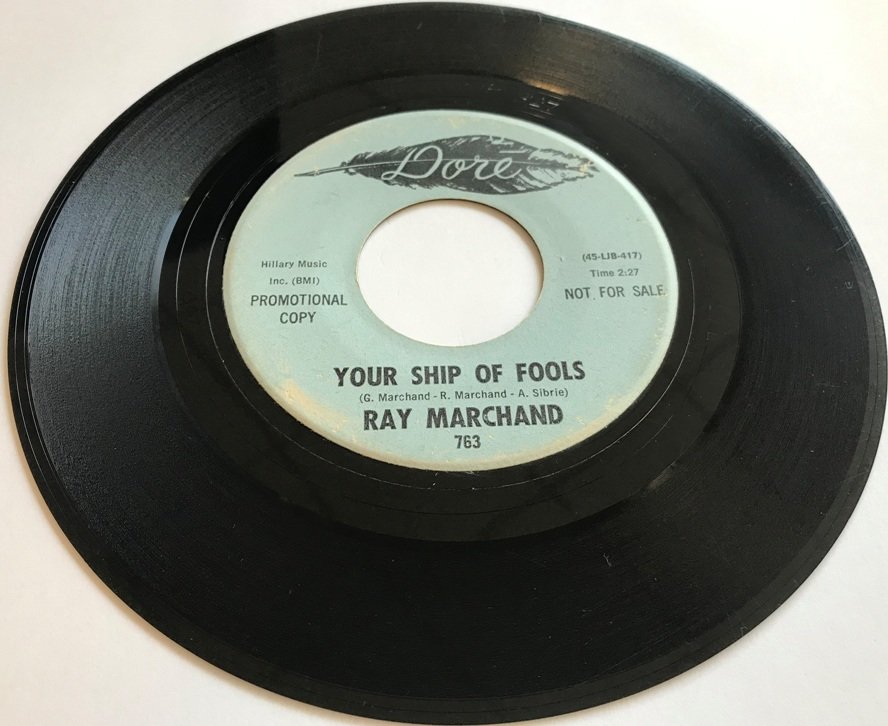 Doré
Hillary Music
Inc. (BMI)
PROMOTIONAL
COPY
(45-LJB-417)
Time 2:27
NOT FOR SALE
YOUR SHIP OF FOOLS
(G. Marchand - R. Marchand - A. Sibrie)
RAY MARCHAND
763